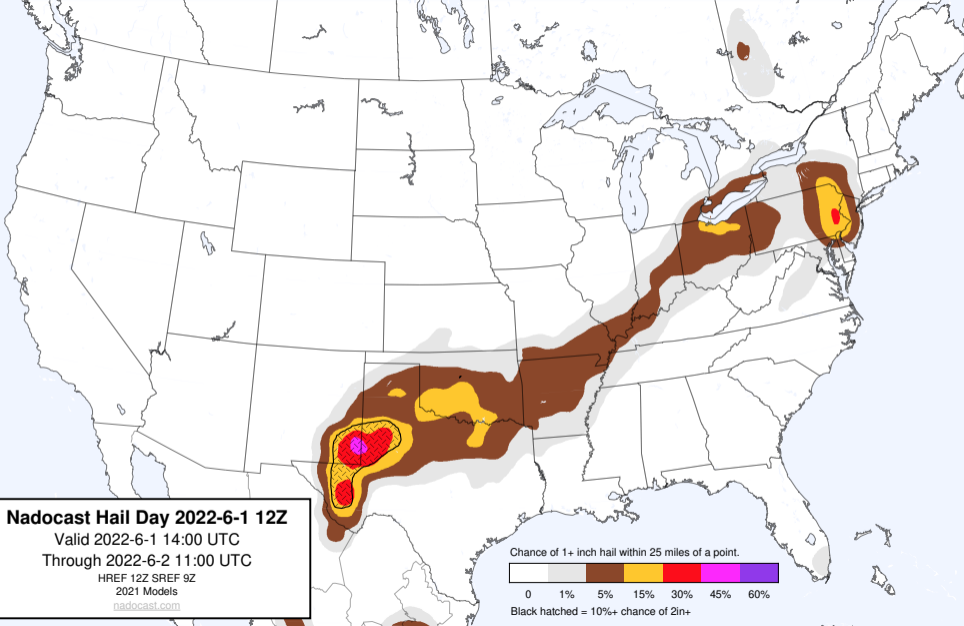 Nadocast Hail Day 2022-6-1 12Z
Valid 2022-6-1 14:00 UTC
Through 2022-6-2 11:00 UTC
HREF 12Z SREF 9Z
2021 Models
nadocast.com
Chance of 1+ inch hail within 25 miles of a point.
0 1% 5% 15% 30% 45% 60%
Black hatched = 10%+ chance of 2in+